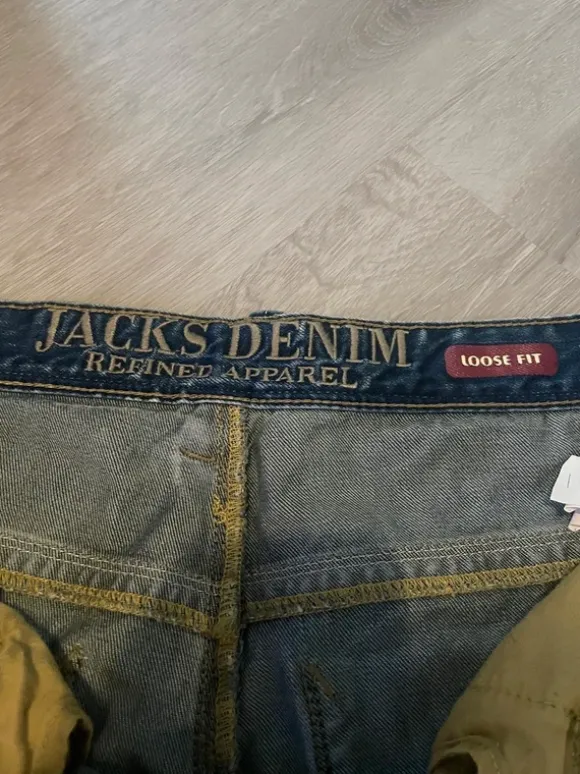 JACKS DENIM
REFINED APPAREL
LOOSE FIT